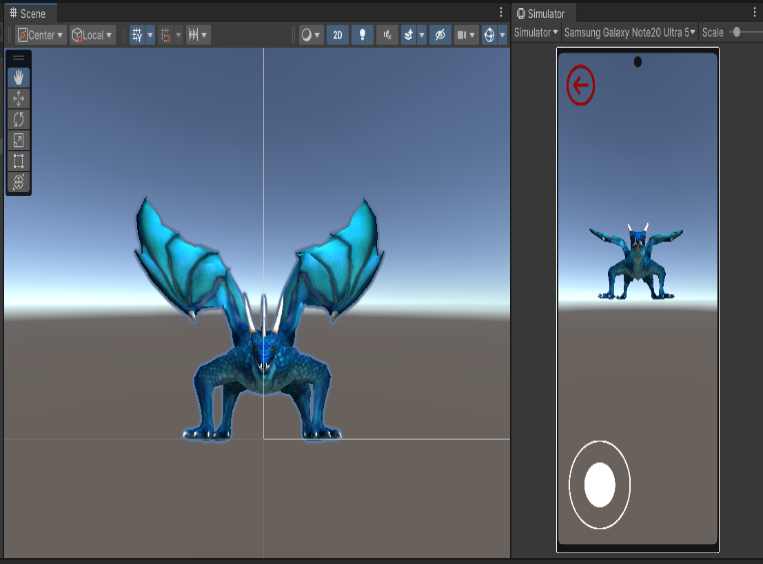 Scene
Simulator
Center
Local
2D
Simulator
Samsung Galaxy Note20 Ultra 5
Scale